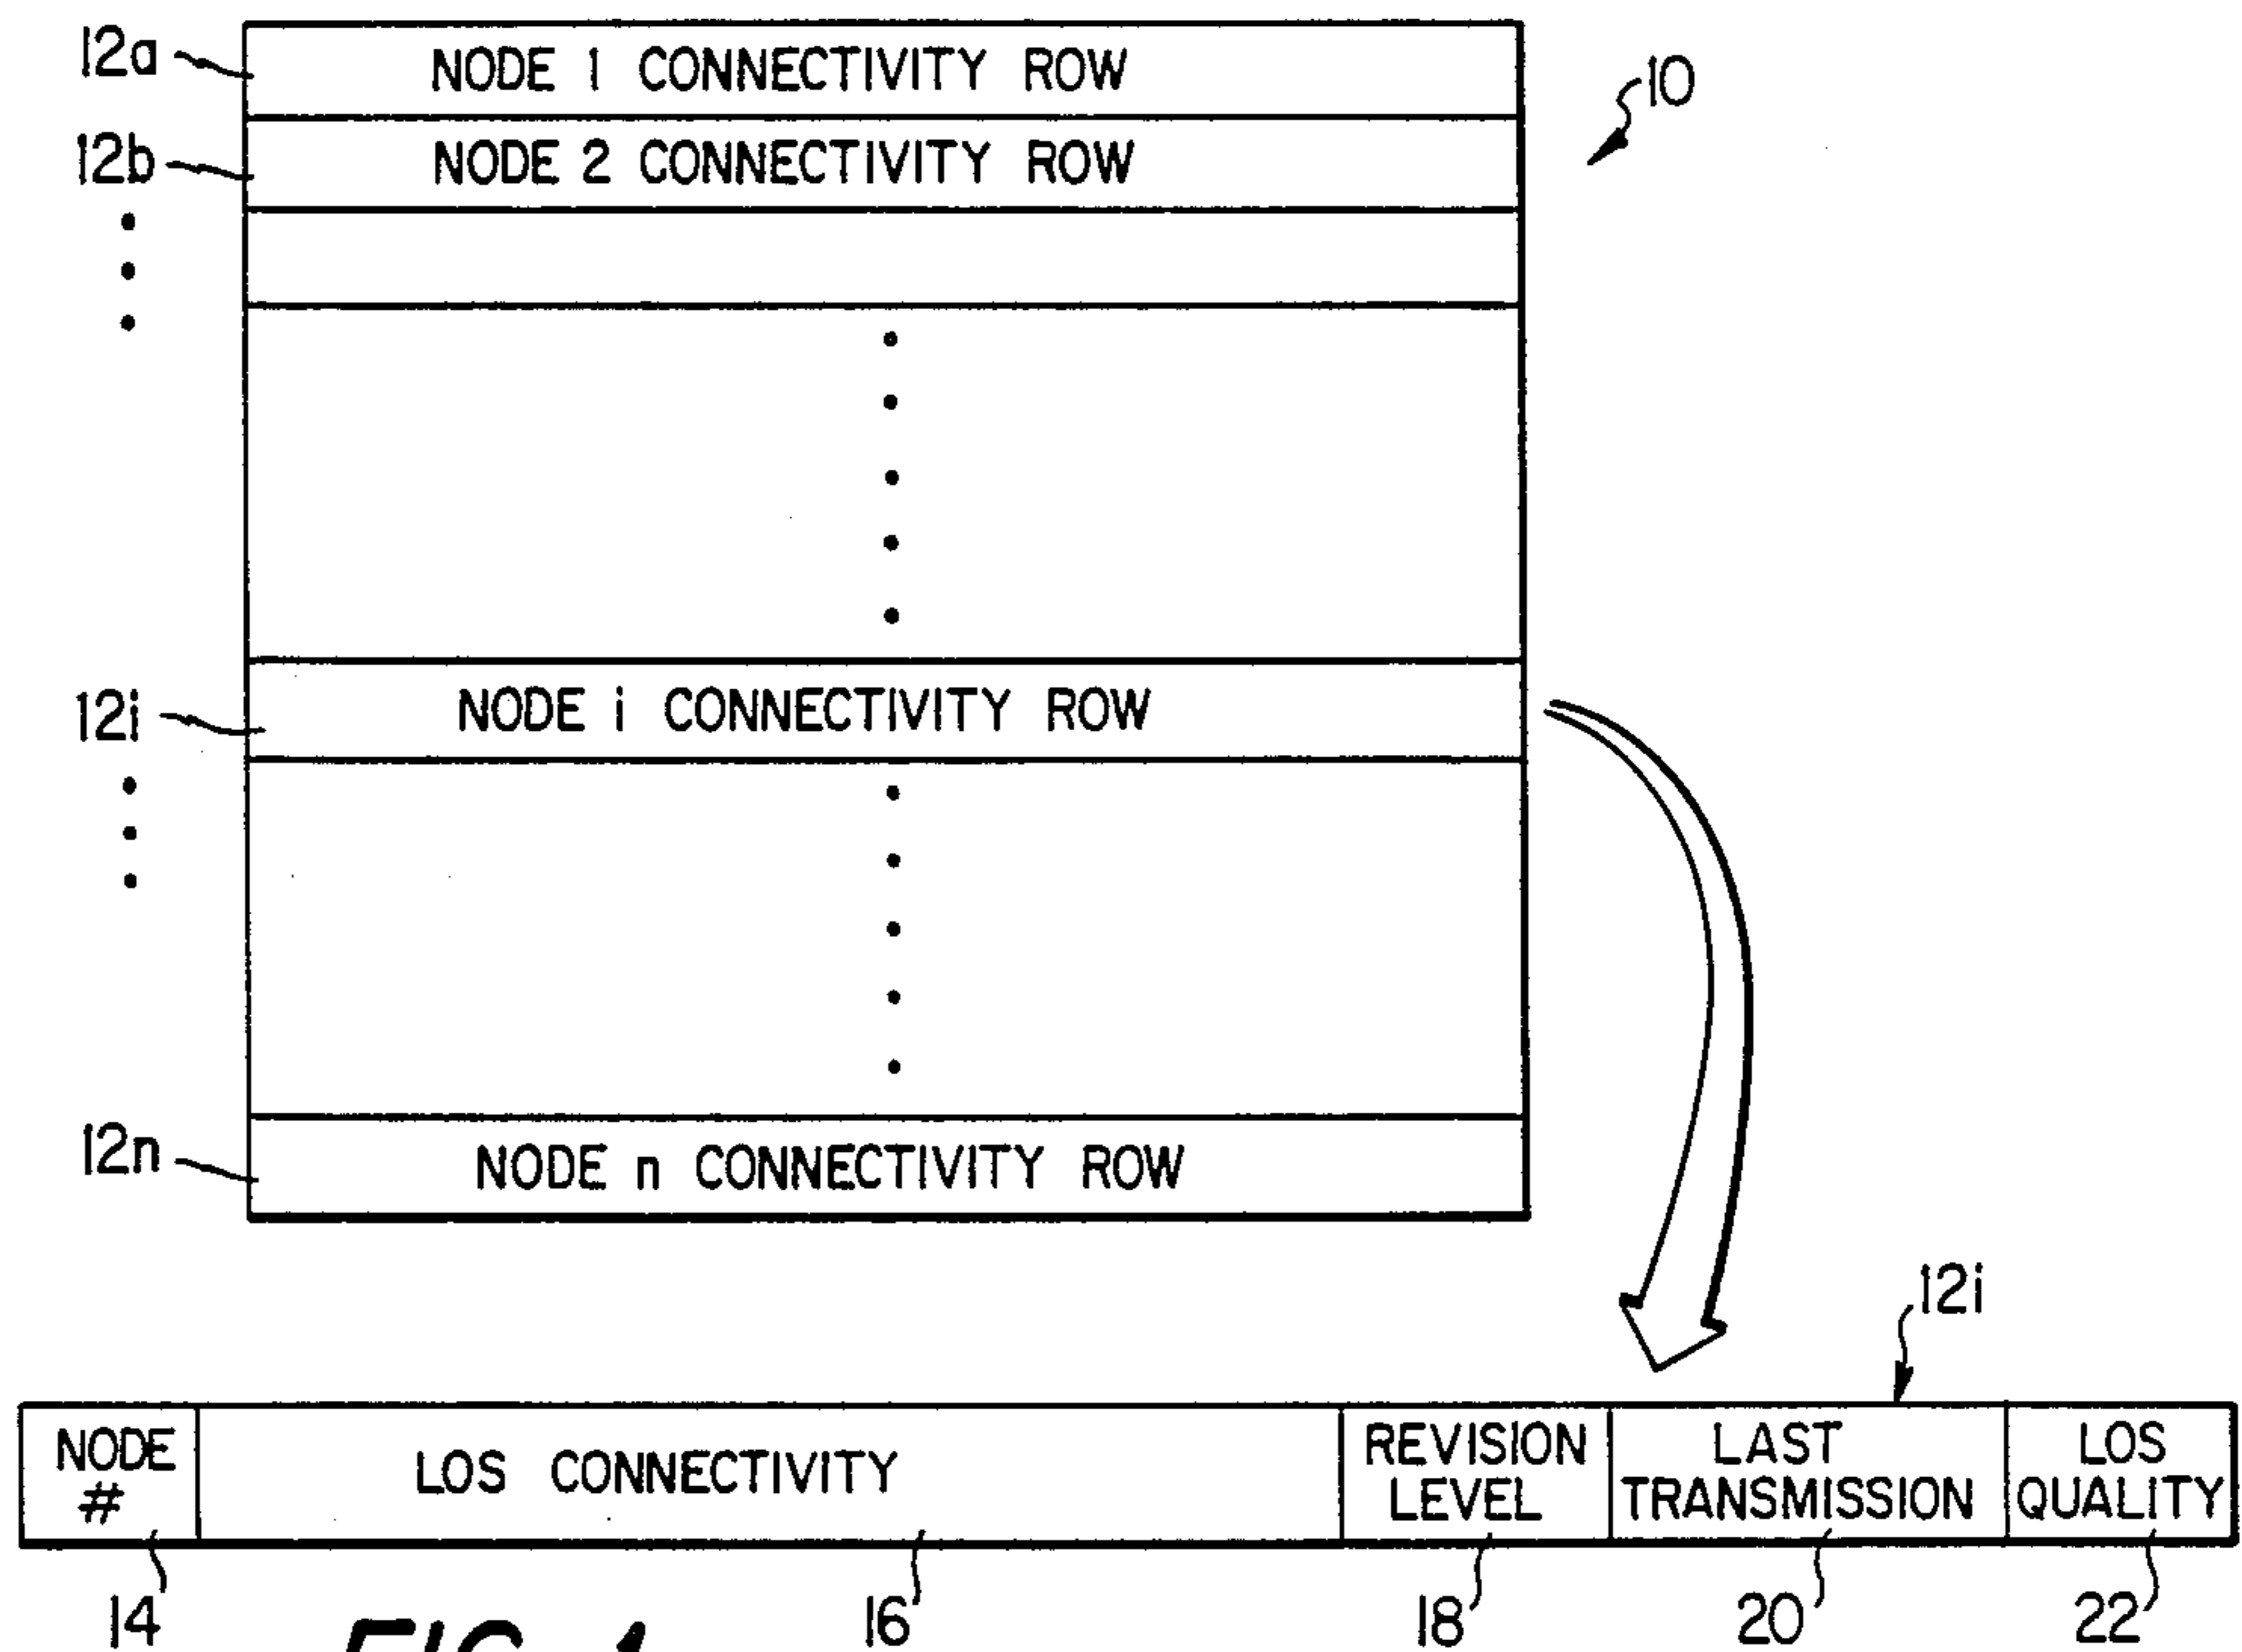 12a NODE 1 CONNECTIVITY ROW
10
12b NODE 2 CONNECTIVITY ROW
12i NODE i CONNECTIVITY ROW
12n NODE n CONNECTIVITY ROW
12i
NODE #
LOS CONNECTIVITY
REVISION LEVEL
LAST TRANSMISSION
LOS QUALITY
14 16 18 20 22